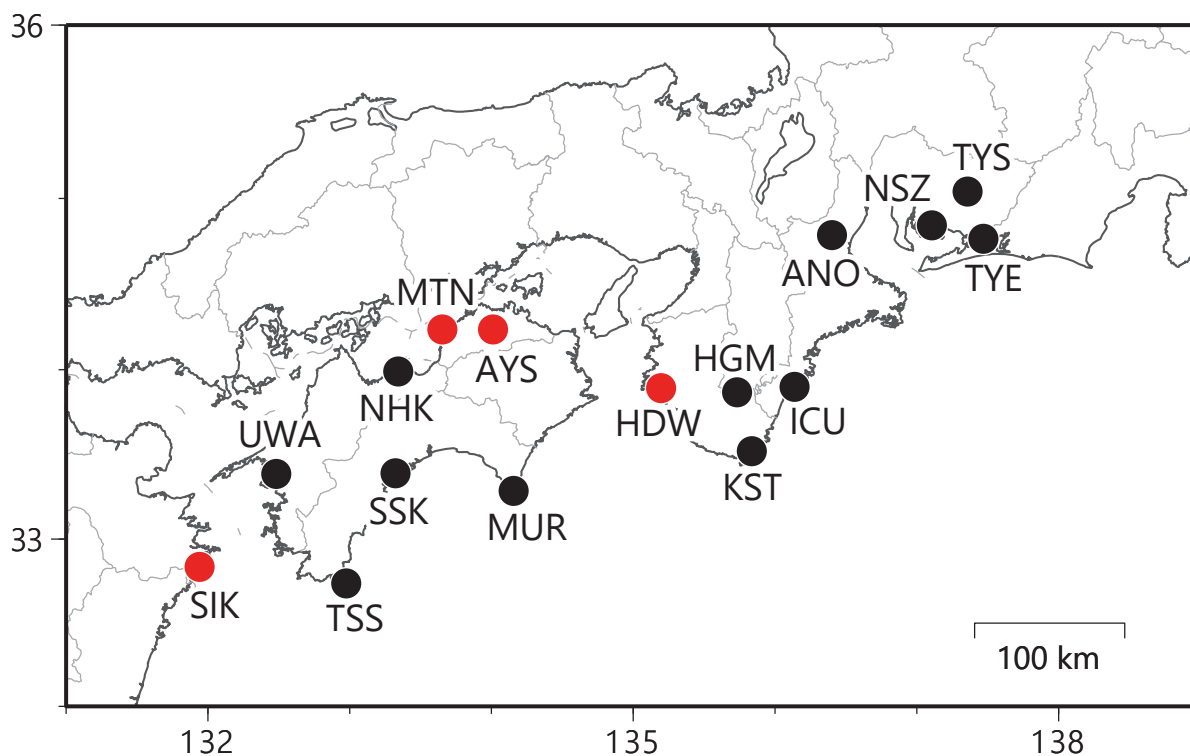 36
TYS
NSZ
ANO
TYE
MTN
AYS
HGM
NHK
HDW
ICU
UWA
KST
SSK
MUR
33
SIK
TSS
100 km
132
135
138